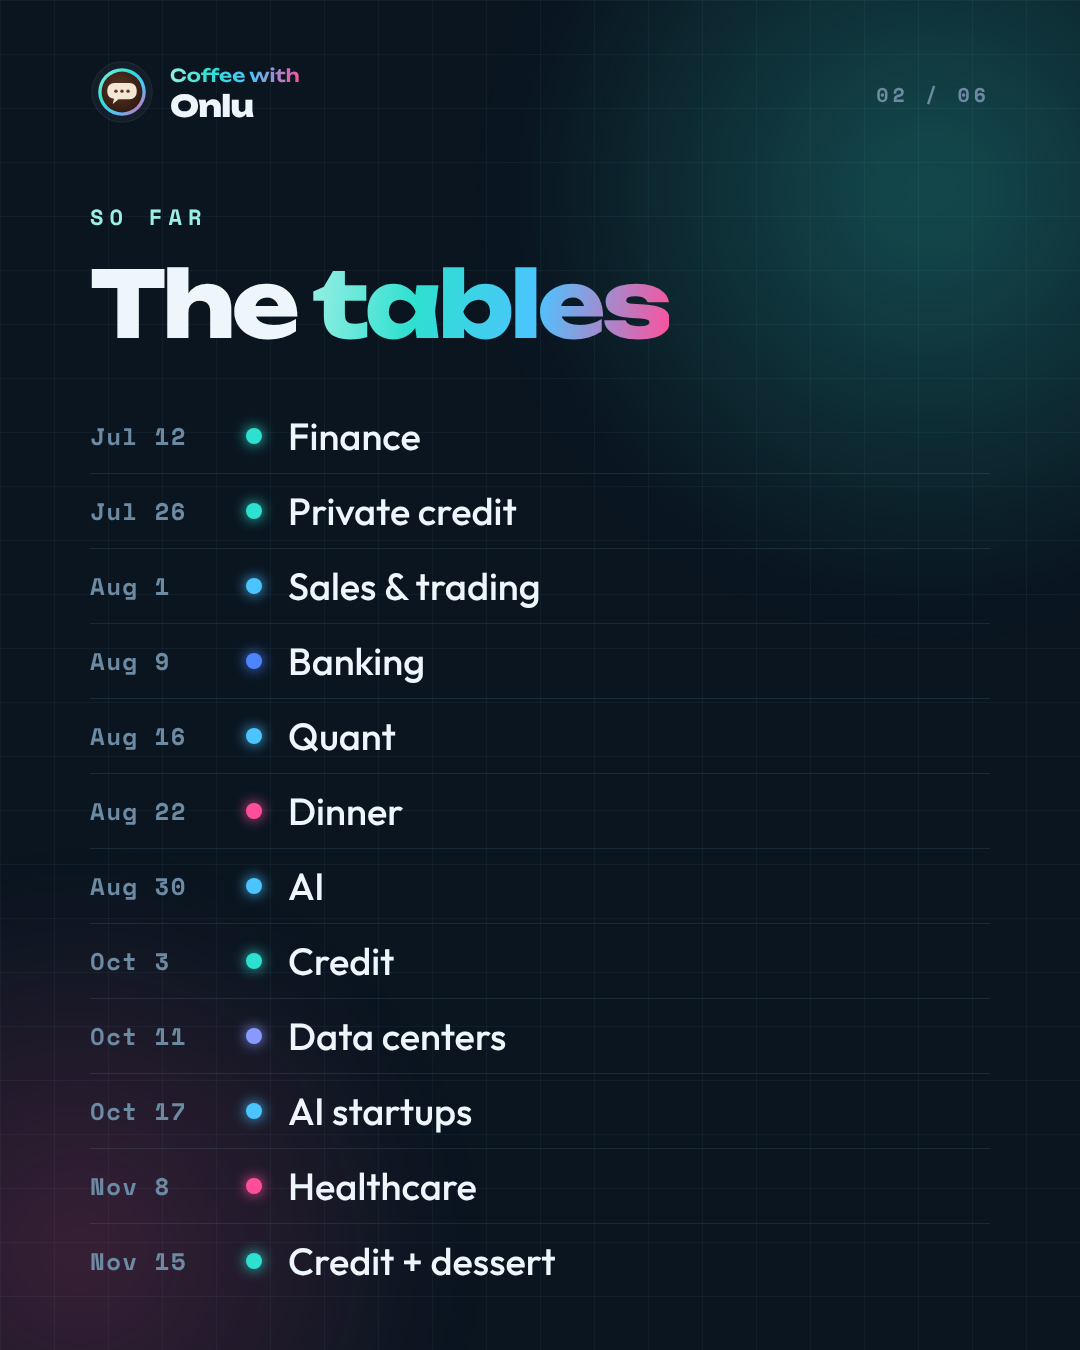 Coffee with
Onlu
02 / 06
SO FAR
The tables
Jul 12 Finance
Jul 26 Private credit
Aug 1 Sales & trading
Aug 9 Banking
Aug 16 Quant
Aug 22 Dinner
Aug 30 AI
Oct 3 Credit
Oct 11 Data centers
Oct 17 AI startups
Nov 8 Healthcare
Nov 15 Credit + dessert